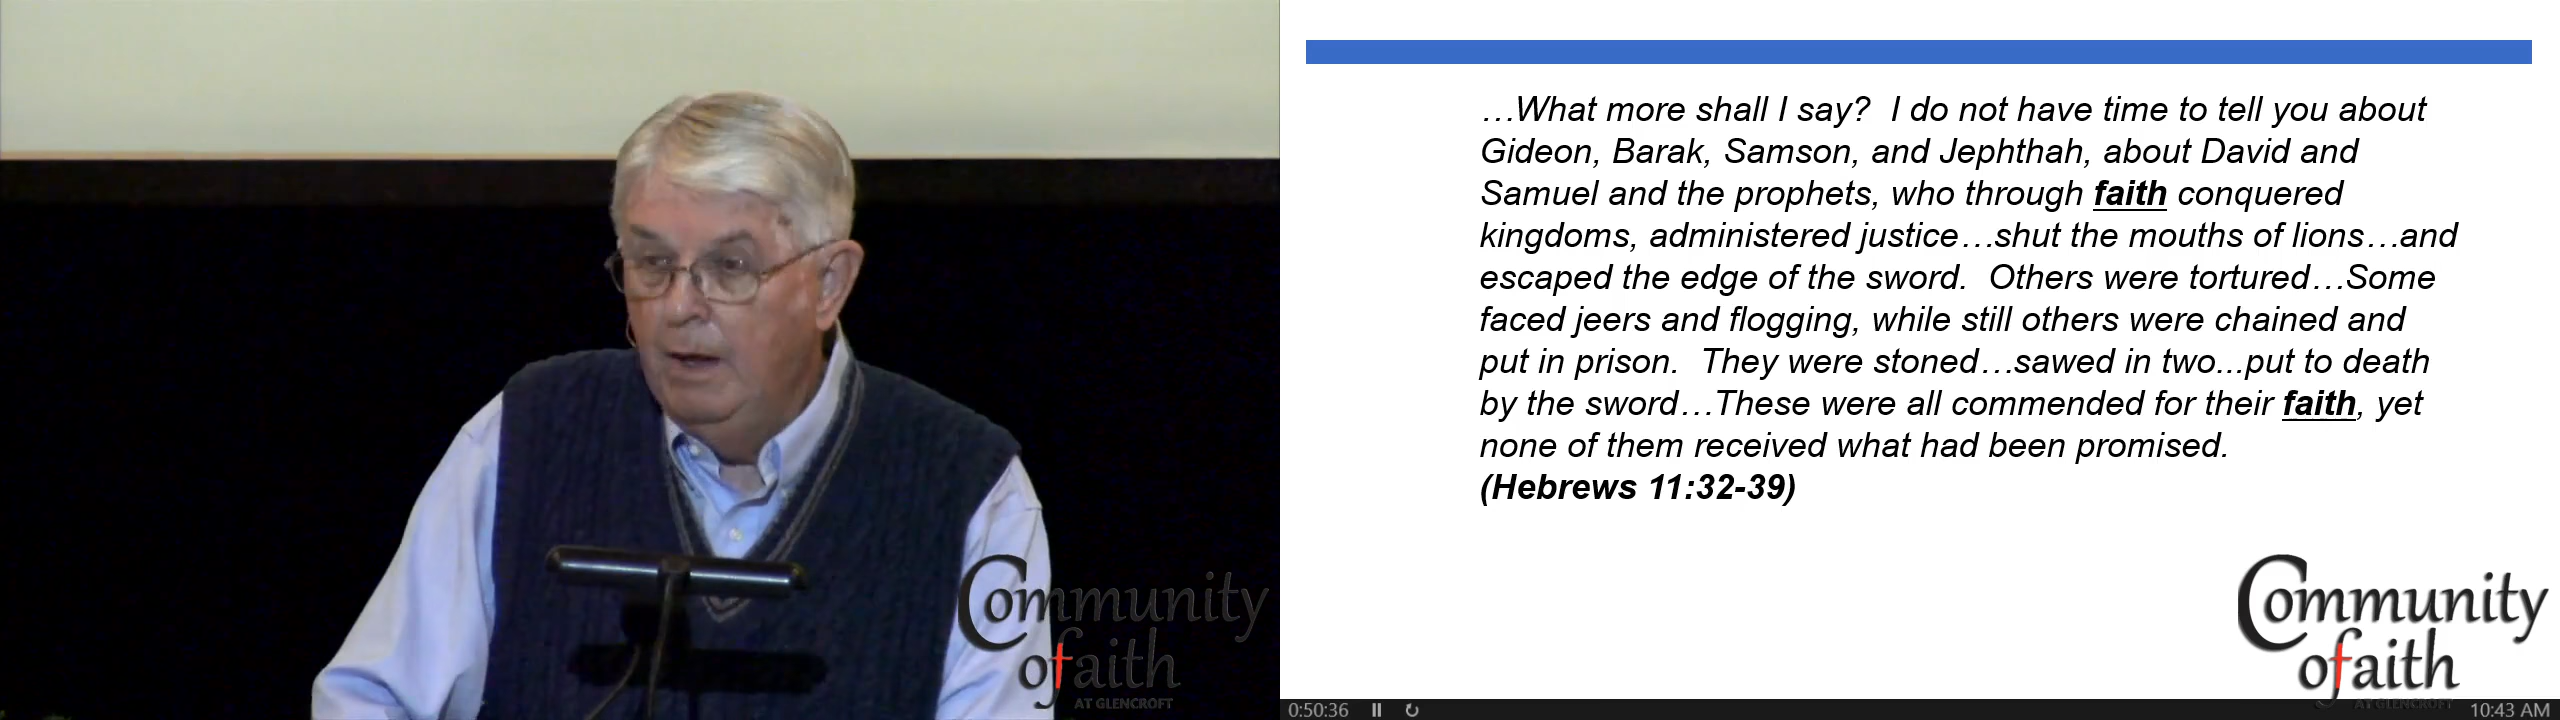 …What more shall I say?  I do not have time to tell you about
Gideon, Barak, Samson, and Jephthah, about David and
Samuel and the prophets, who through faith conquered
kingdoms, administered justice…shut the mouths of lions…and
escaped the edge of the sword.  Others were tortured…Some
faced jeers and flogging, while still others were chained and
put in prison.  They were stoned…sawed in two...put to death
by the sword…These were all commended for their faith, yet
none of them received what had been promised.
(Hebrews 11:32-39)
Community
of faith
AT GLENCROFT
Community
of faith
AT GLENCROFT
0:50:36
10:43 AM